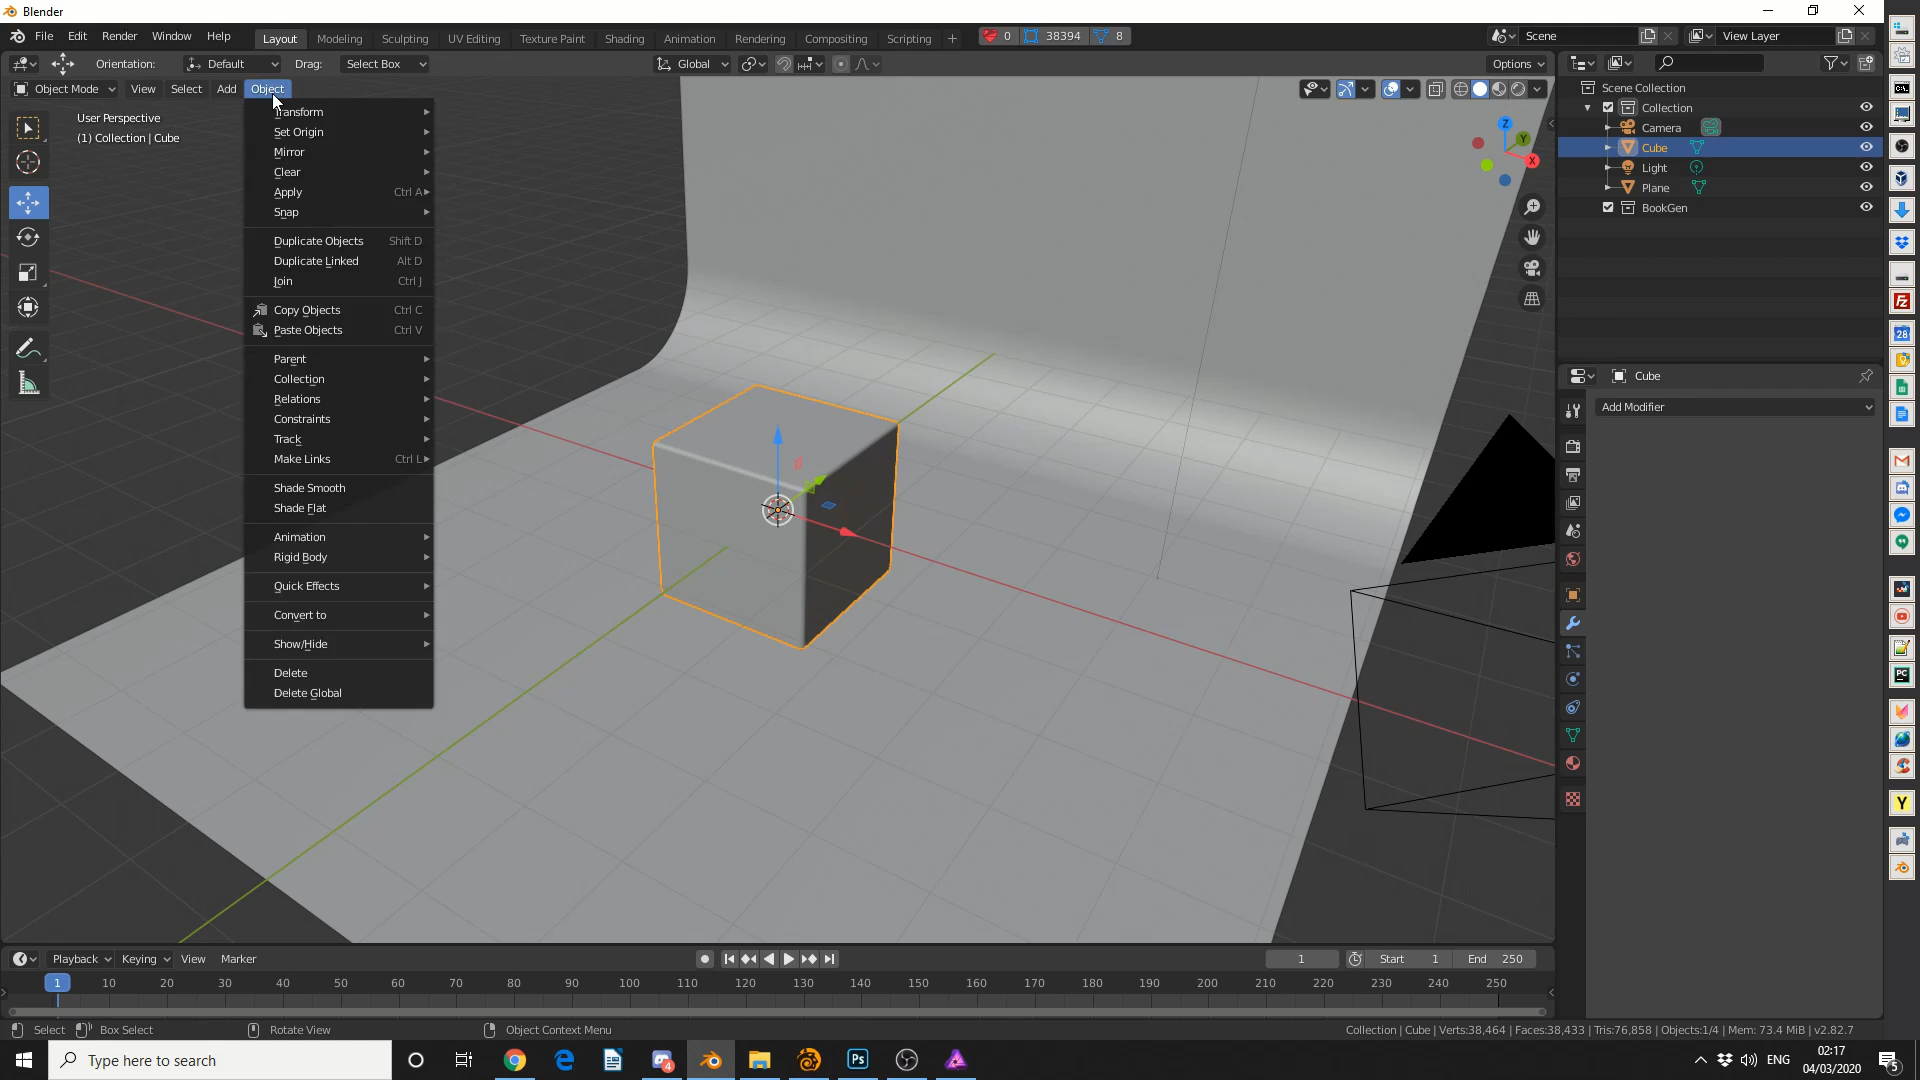 Blender
File Edit Render Window Help Layout Modeling Sculpting UV Editing Texture Paint Shading Animation Rendering Compositing Scripting + 0 38394 8 Scene View Layer
Orientation: Default Drag: Select Box Global Options
Object Mode View Select Add Object
User Perspective
(1) Collection | Cube
Transform
Set Origin
Mirror
Clear
Apply Ctrl A
Snap
Duplicate Objects Shift D
Duplicate Linked Alt D
Join Ctrl J
Copy Objects Ctrl C
Paste Objects Ctrl V
Parent
Collection
Relations
Constraints
Track
Make Links Ctrl L
Shade Smooth
Shade Flat
Animation
Rigid Body
Quick Effects
Convert to
Show/Hide
Delete
Delete Global
Z
Y
X
Scene Collection
Collection
Camera
Cube
Light
Plane
BookGen
Cube
Add Modifier
Playback Keying View Marker 1 Start 1 End 250
1 10 20 30 40 50 60 70 80 90 100 110 120 130 140 150 160 170 180 190 200 210 220 230 240 250
Select Box Select Rotate View Object Context Menu Collection | Cube | Verts:38,464 | Faces:38,433 | Tris:76,858 | Objects:1/4 | Mem: 73.4 MiB | v2.82.7
Type here to search 4 Ps ENG 02:17
04/03/2020 5
Fz
28
PC
Y